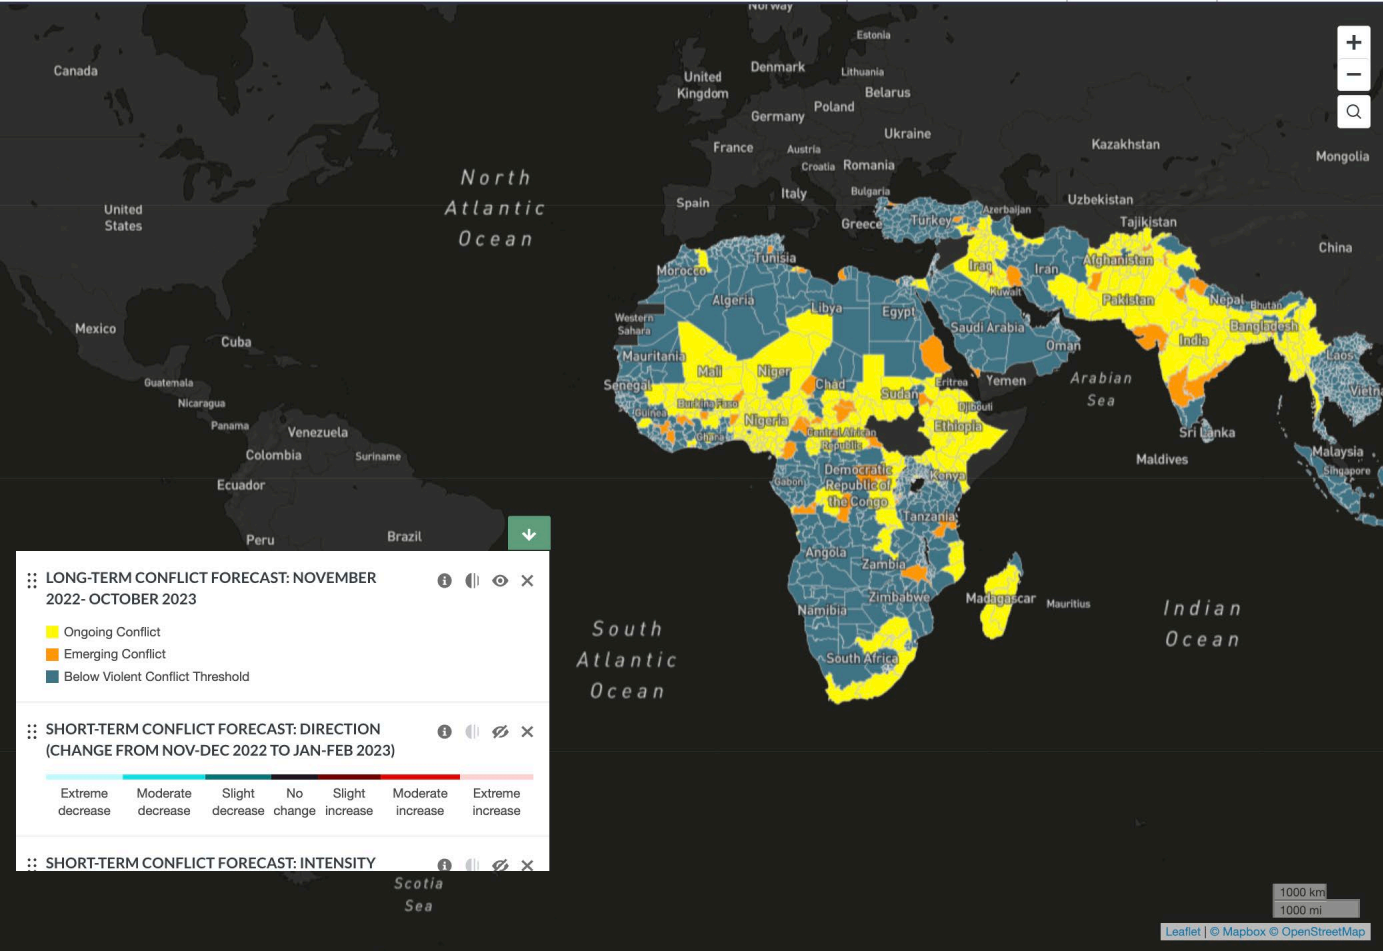 Norway
Estonia
Canada
Denmark
Lithuania
United
Kingdom
Belarus
Poland
Germany
Ukraine
France
Austria
Kazakhstan
Mongolia
Croatia
Romania
North
Atlantic
Ocean
Italy
Bulgaria
Spain
Uzbekistan
United
States
Greece
Turkey
Azerbaijan
Tajikistan
China
Tunisia
Morocco
Iraq
Iran
Afghanistan
Kuwait
Algeria
Libya
Egypt
Pakistan
Nepal
Bhutan
Western
Sahara
Saudi Arabia
Bangladesh
Mexico
Cuba
India
Oman
Mauritania
Laos
Mali
Niger
Chad
Guatemala
Senegal
Sudan
Eritrea
Yemen
Arabian
Sea
Vietn
Nicaragua
Burkina Faso
Guinea
Djibouti
Panama
Venezuela
Ghana
Nigeria
Central African
Republic
Ethiopia
Sri Lanka
Colombia
Suriname
Maldives
Malaysia
Singapore
Ecuador
Gabon
Democratic
Republic of
the Congo
Kenya
Tanzania
Peru
Brazil
Angola
Zambia
Zimbabwe
Madagascar
Mauritius
Namibia
Indian
Ocean
South
Atlantic
Ocean
South Africa
LONG-TERM CONFLICT FORECAST: NOVEMBER
2022- OCTOBER 2023
Ongoing Conflict
Emerging Conflict
Below Violent Conflict Threshold
SHORT-TERM CONFLICT FORECAST: DIRECTION
(CHANGE FROM NOV-DEC 2022 TO JAN-FEB 2023)
Extreme decrease
Moderate decrease
Slight decrease
No change
Slight increase
Moderate increase
Extreme increase
SHORT-TERM CONFLICT FORECAST: INTENSITY
Scotia
Sea
1000 km
1000 mi
Leaflet | © Mapbox © OpenStreetMap